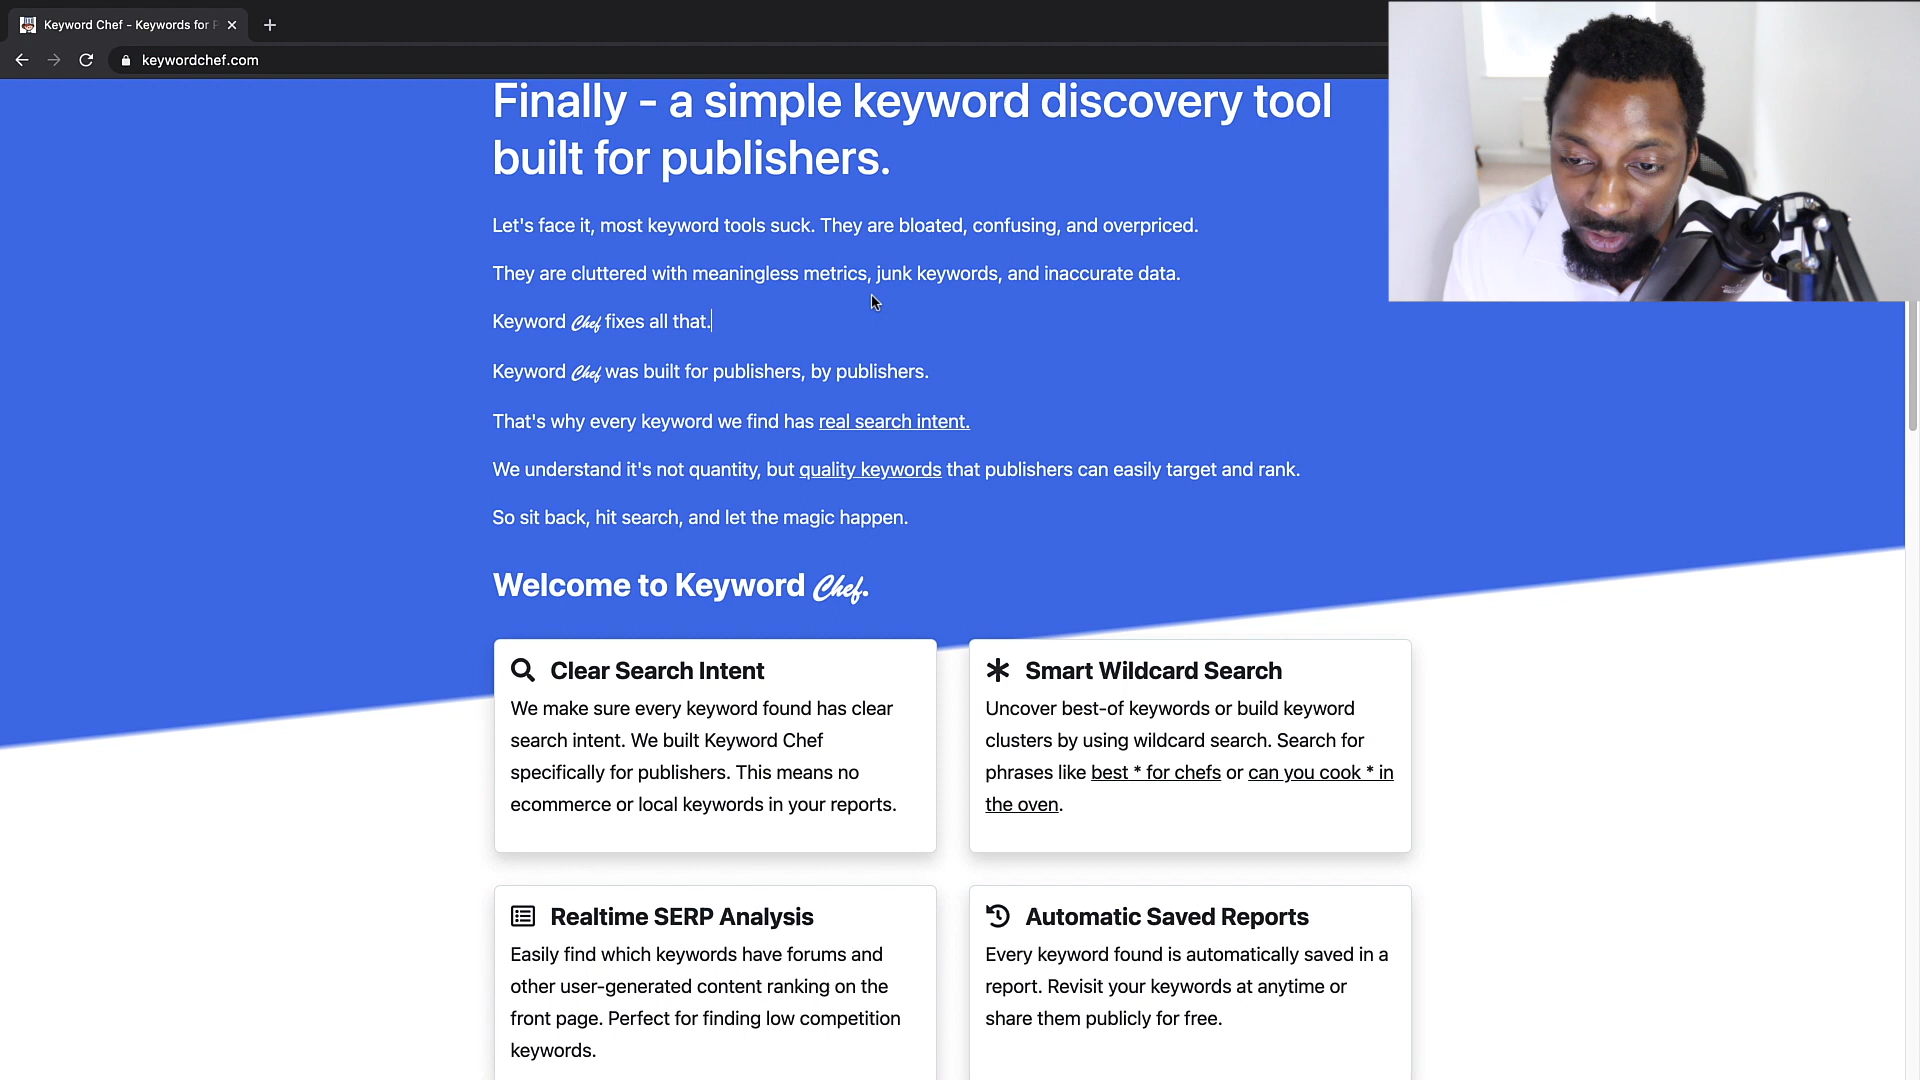 Keyword Chef - Keywords for
keywordchef.com
Finally - a simple keyword discovery tool
built for publishers.
Let's face it, most keyword tools suck. They are bloated, confusing, and overpriced.
They are cluttered with meaningless metrics, junk keywords, and inaccurate data.
Keyword Chef fixes all that.
Keyword Chef was built for publishers, by publishers.
That's why every keyword we find has real search intent.
We understand it's not quantity, but quality keywords that publishers can easily target and rank.
So sit back, hit search, and let the magic happen.
Welcome to Keyword Chef.
Clear Search Intent
We make sure every keyword found has clear
search intent. We built Keyword Chef
specifically for publishers. This means no
ecommerce or local keywords in your reports.
Smart Wildcard Search
Uncover best-of keywords or build keyword
clusters by using wildcard search. Search for
phrases like best * for chefs or can you cook * in
the oven.
Realtime SERP Analysis
Easily find which keywords have forums and
other user-generated content ranking on the
front page. Perfect for finding low competition
keywords.
Automatic Saved Reports
Every keyword found is automatically saved in a
report. Revisit your keywords at anytime or
share them publicly for free.